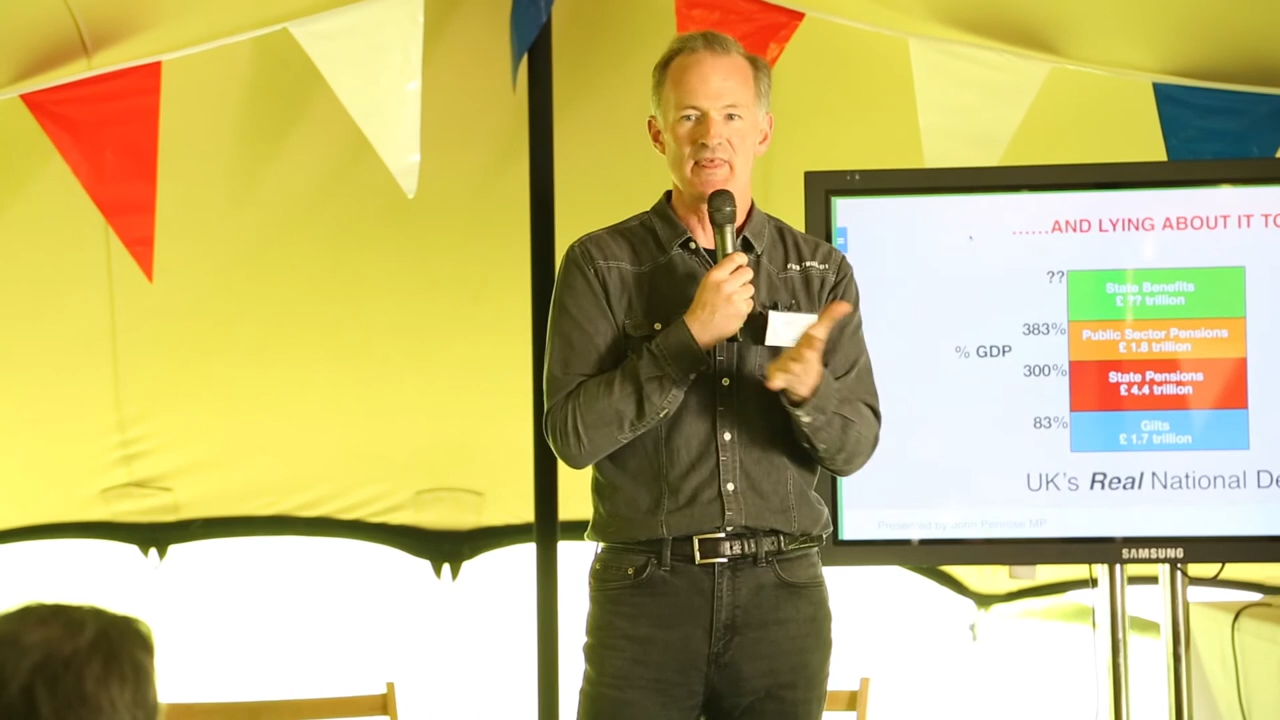 ......AND LYING ABOUT IT TO
??
State Benefits
£ ?? trillion
383%
Public Sector Pensions
£ 1.8 trillion
% GDP
300%
State Pensions
£ 4.4 trillion
83%
Gilts
£ 1.7 trillion
UK's Real National De
Presented by John Penrose MP
SAMSUNG